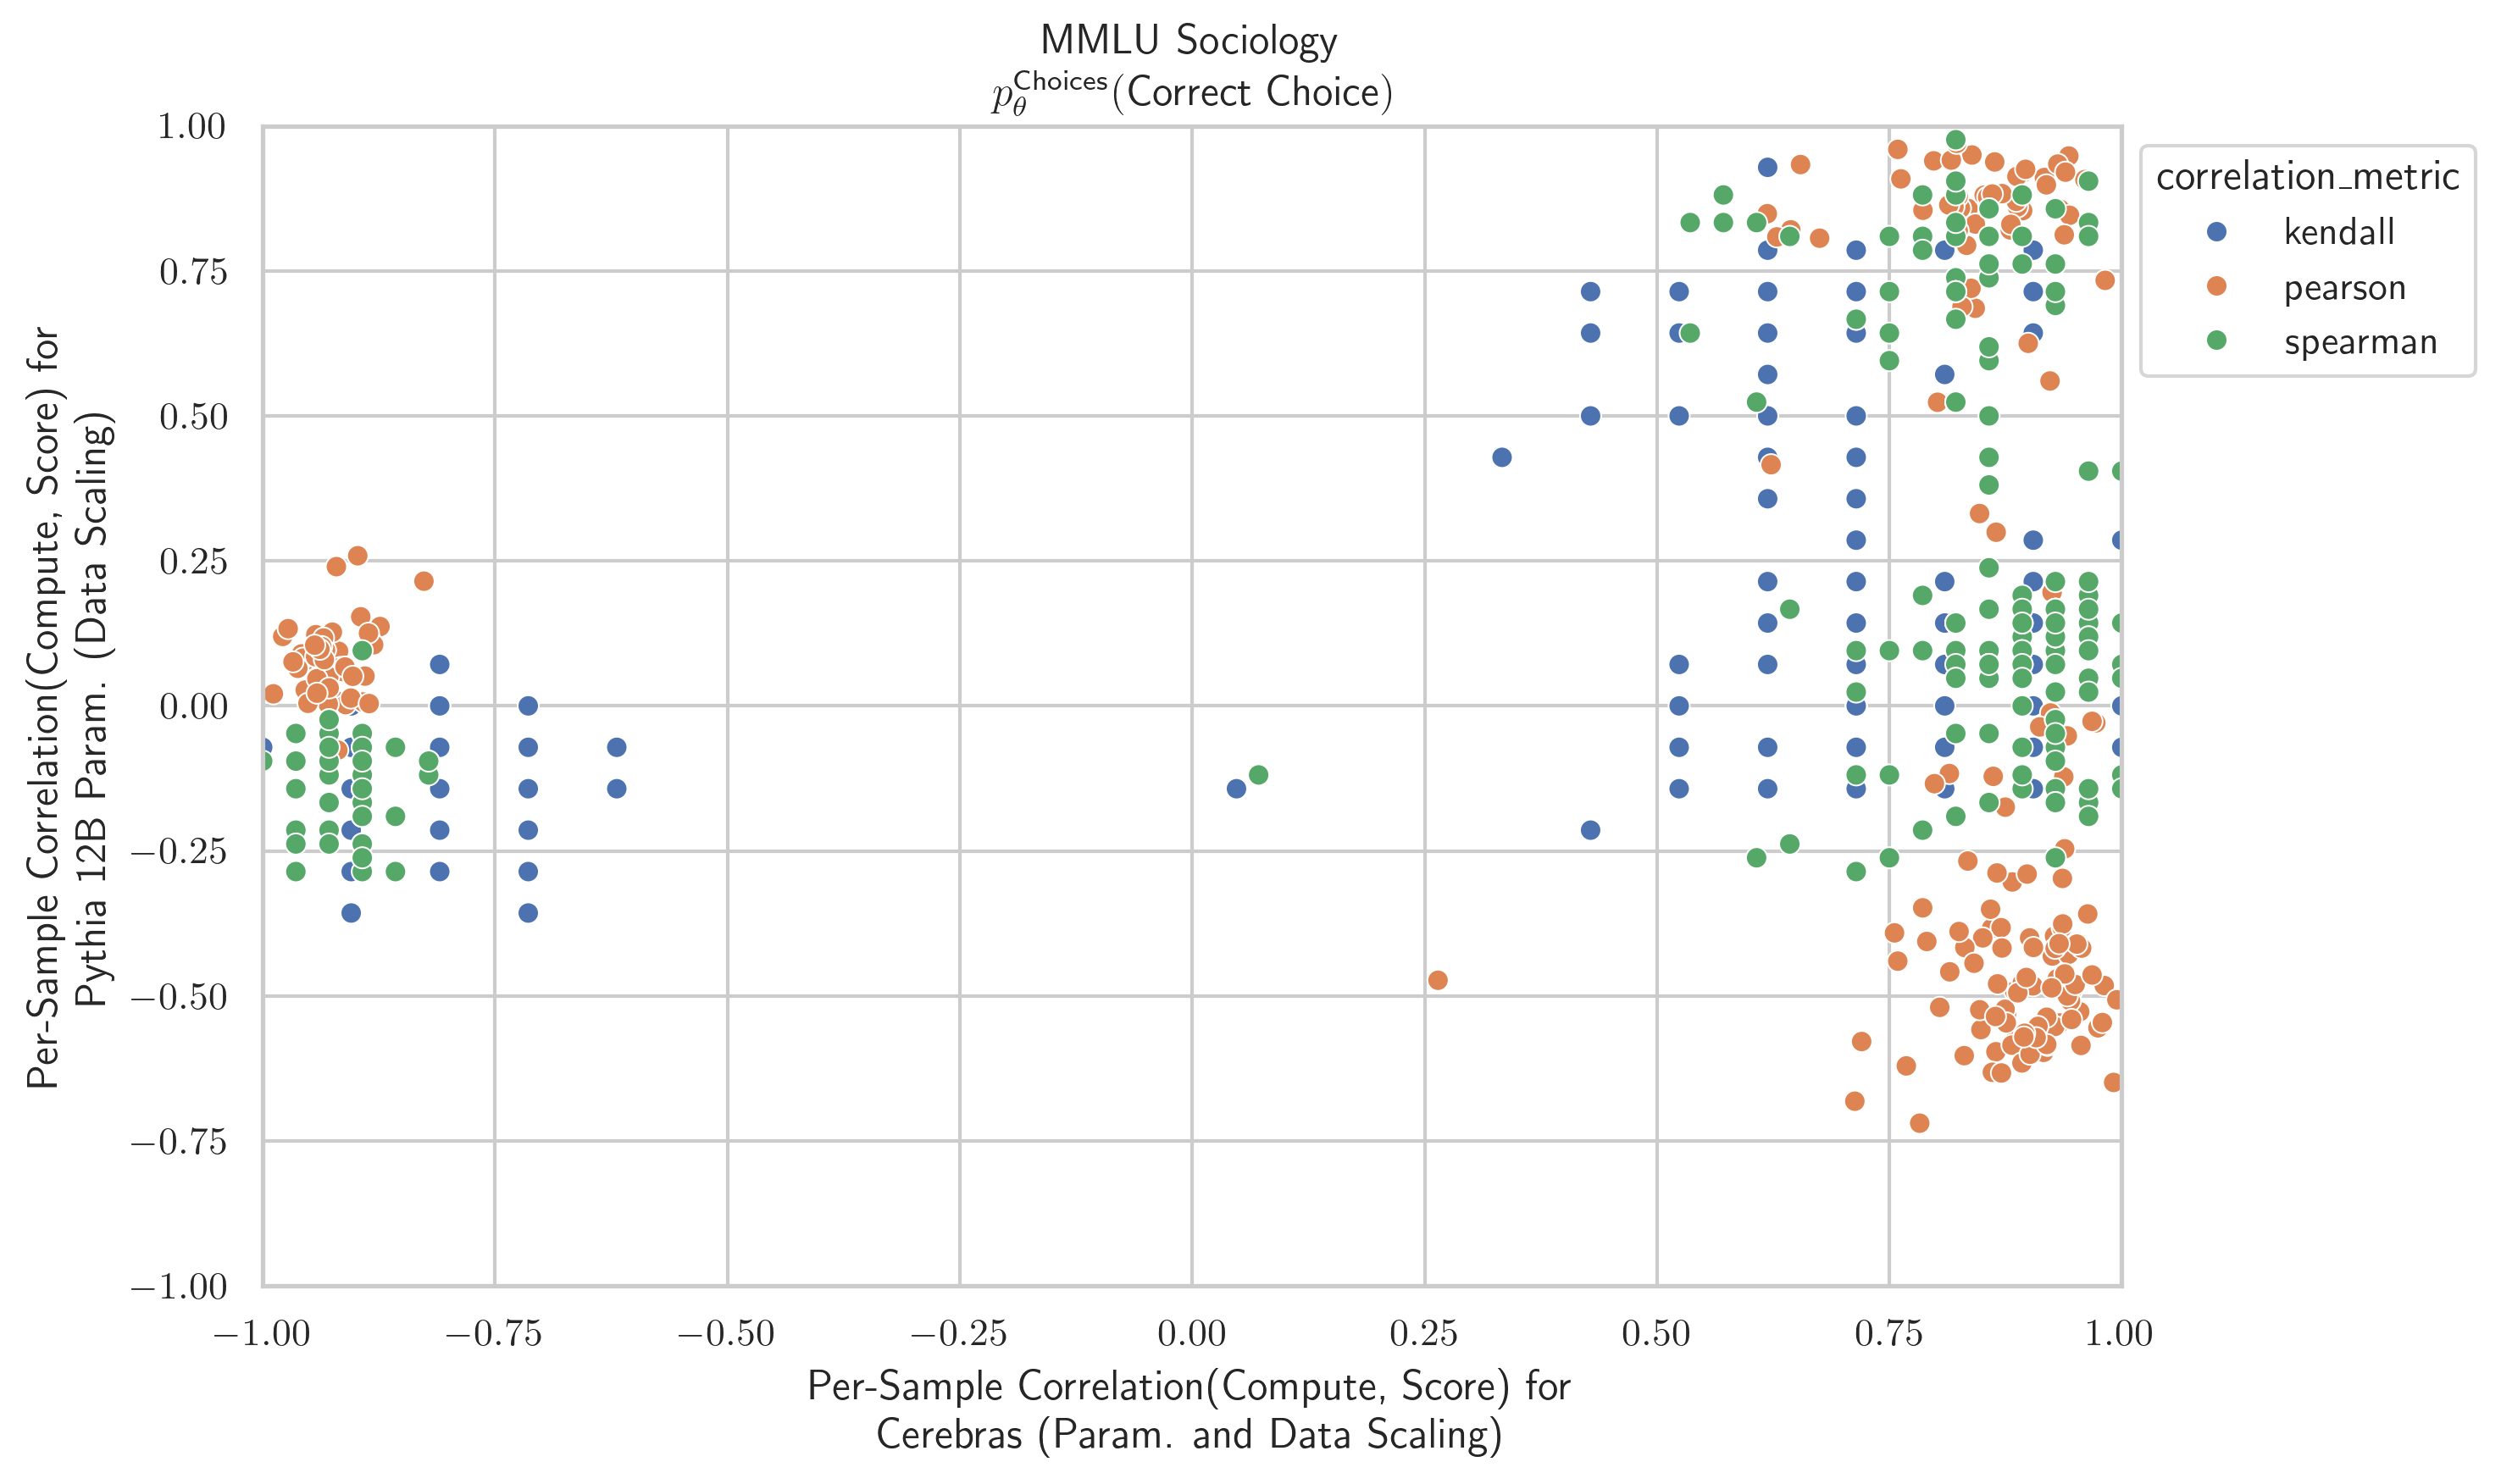 MMLU Sociology
p_θ^Choices(Correct Choice)
1.00
0.75
0.50
0.25
0.00
−0.25
−0.50
−0.75
−1.00
Per-Sample Correlation(Compute, Score) for
Pythia 12B Param. (Data Scaling)
correlation_metric
kendall
pearson
spearman
−1.00 −0.75 −0.50 −0.25 0.00 0.25 0.50 0.75 1.00
Per-Sample Correlation(Compute, Score) for
Cerebras (Param. and Data Scaling)